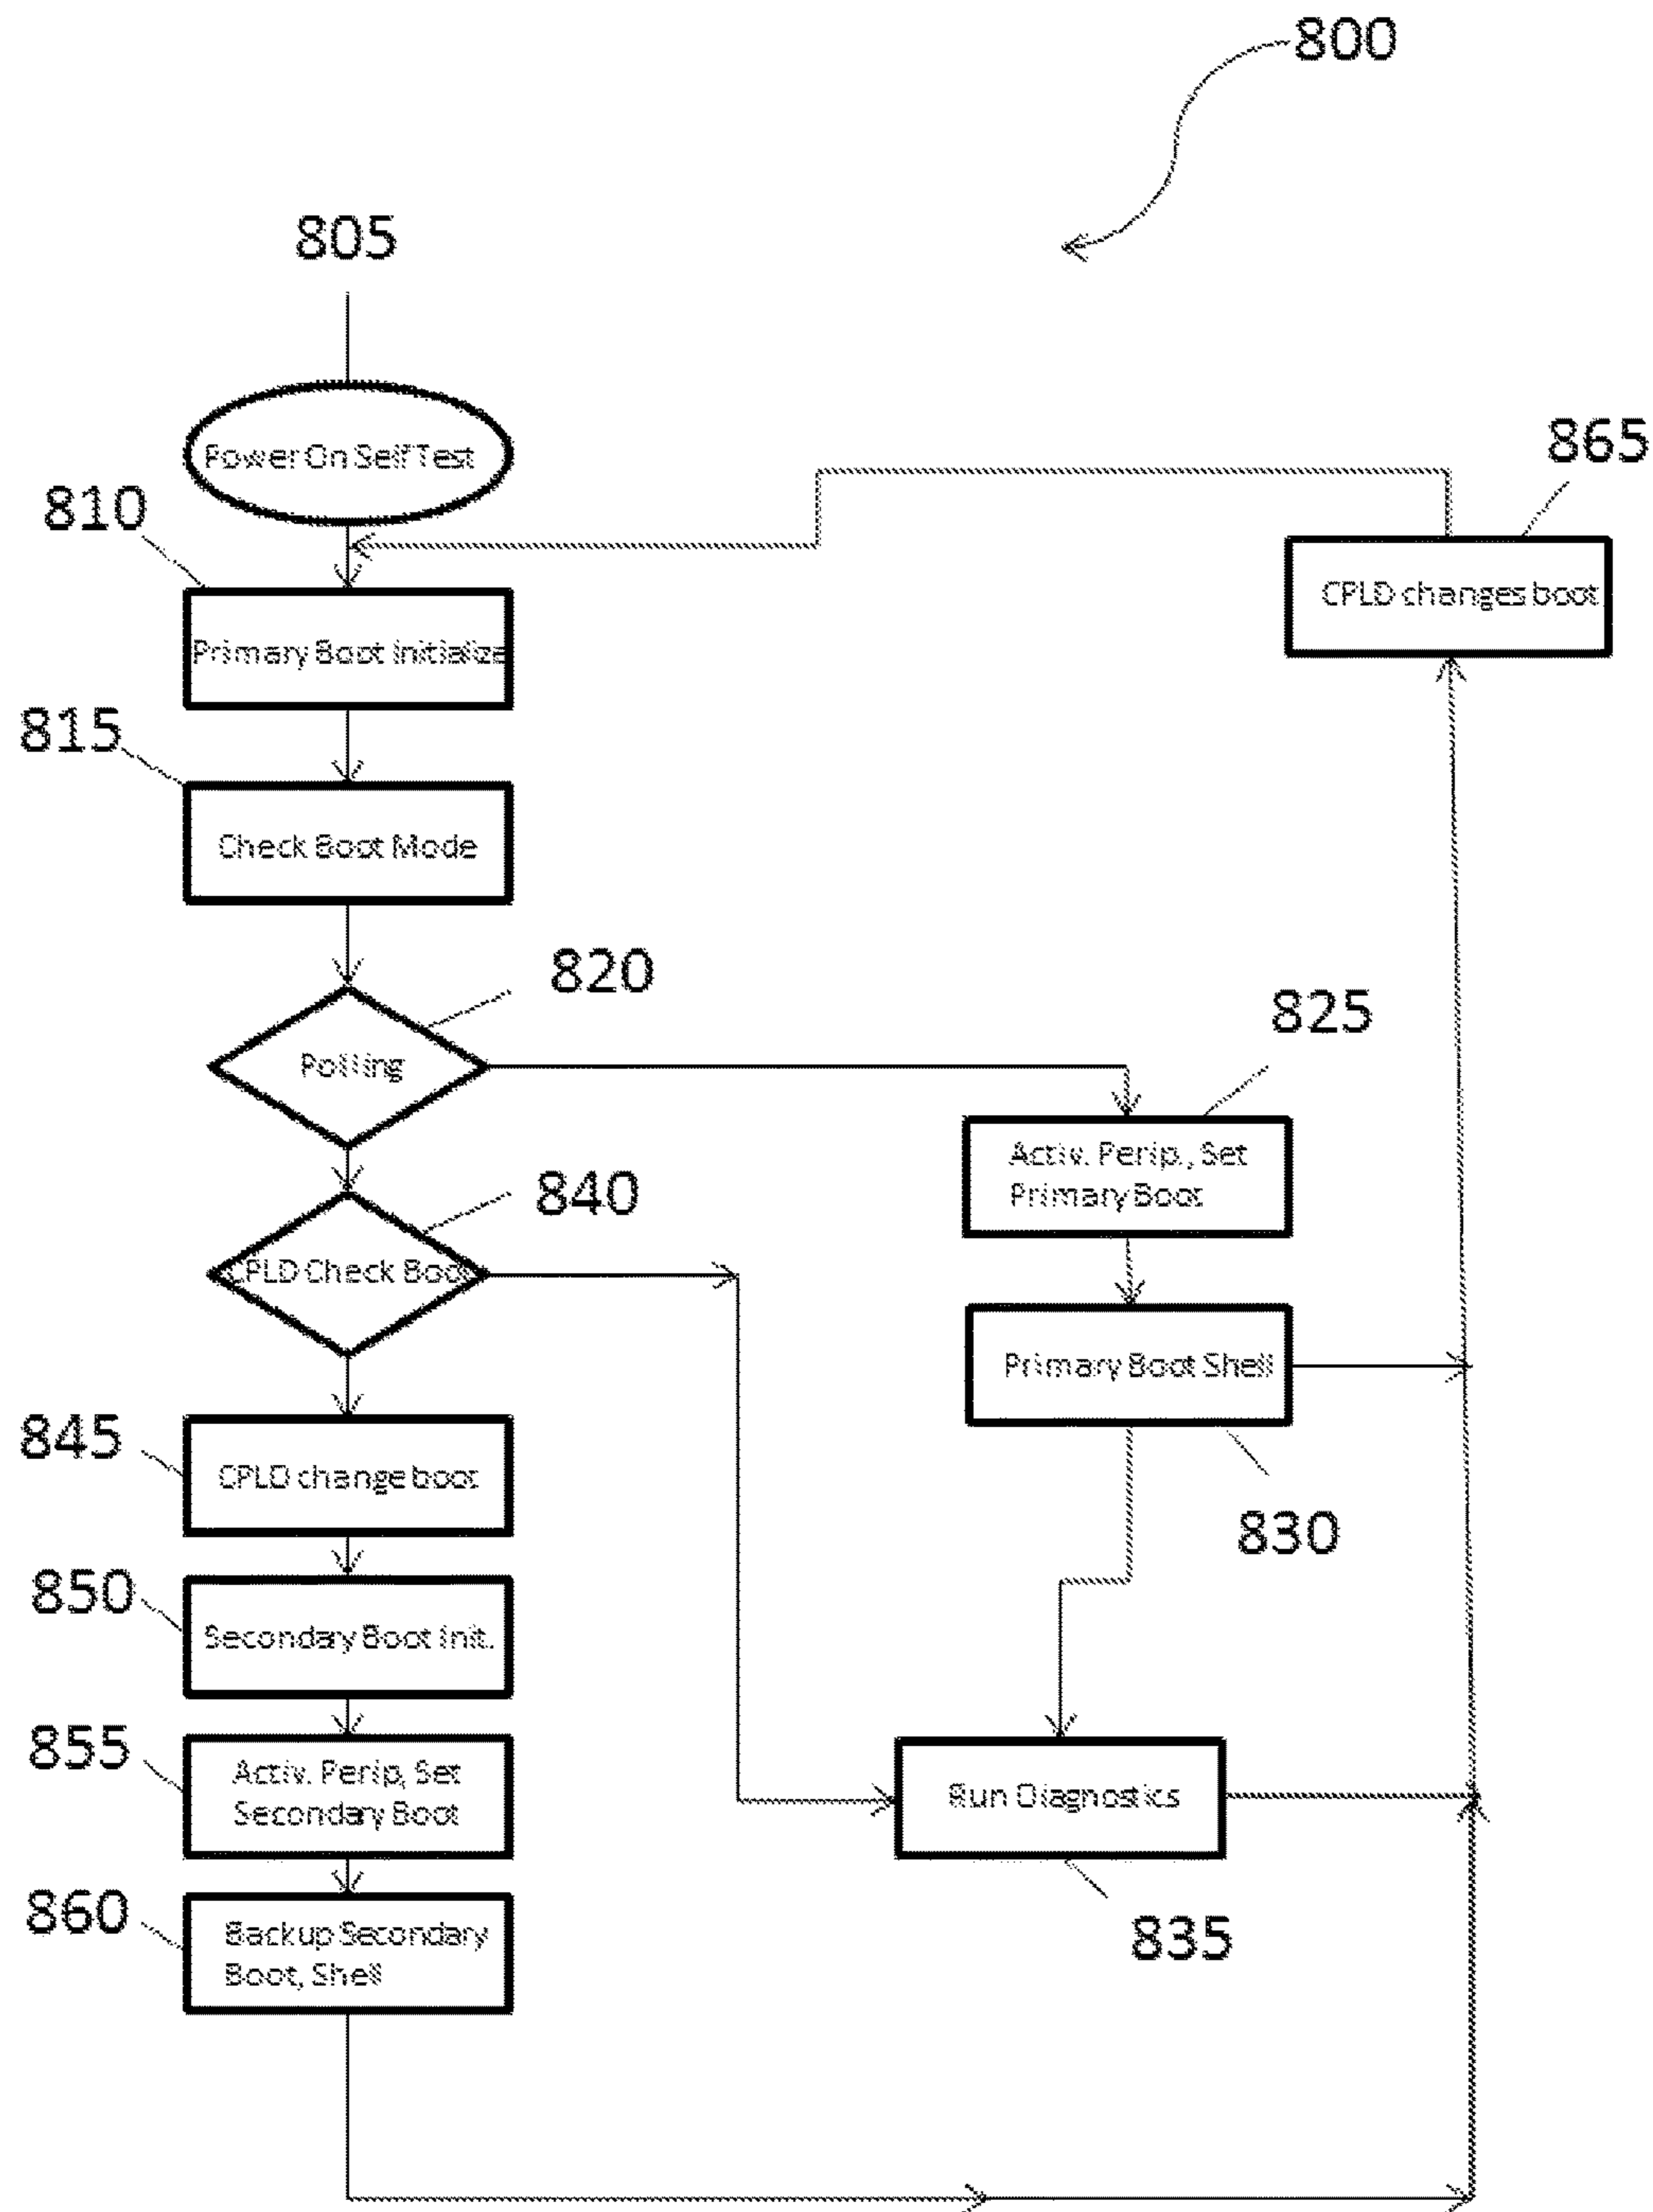 800
805
Power On Self Test
865
810
CPLD changes boot
Primary Boot Initialize
815
Check Boot Mode
820
825
Polling
Activ. Perip., Set
Primary Boot
840
CPLD Check Boot
Primary Boot Shell
845
CPLD change boot
830
850
Secondary Boot Init.
855
Activ. Perip, Set
Secondary Boot
Run Diagnostics
860
Backup Secondary
Boot, Shell
835